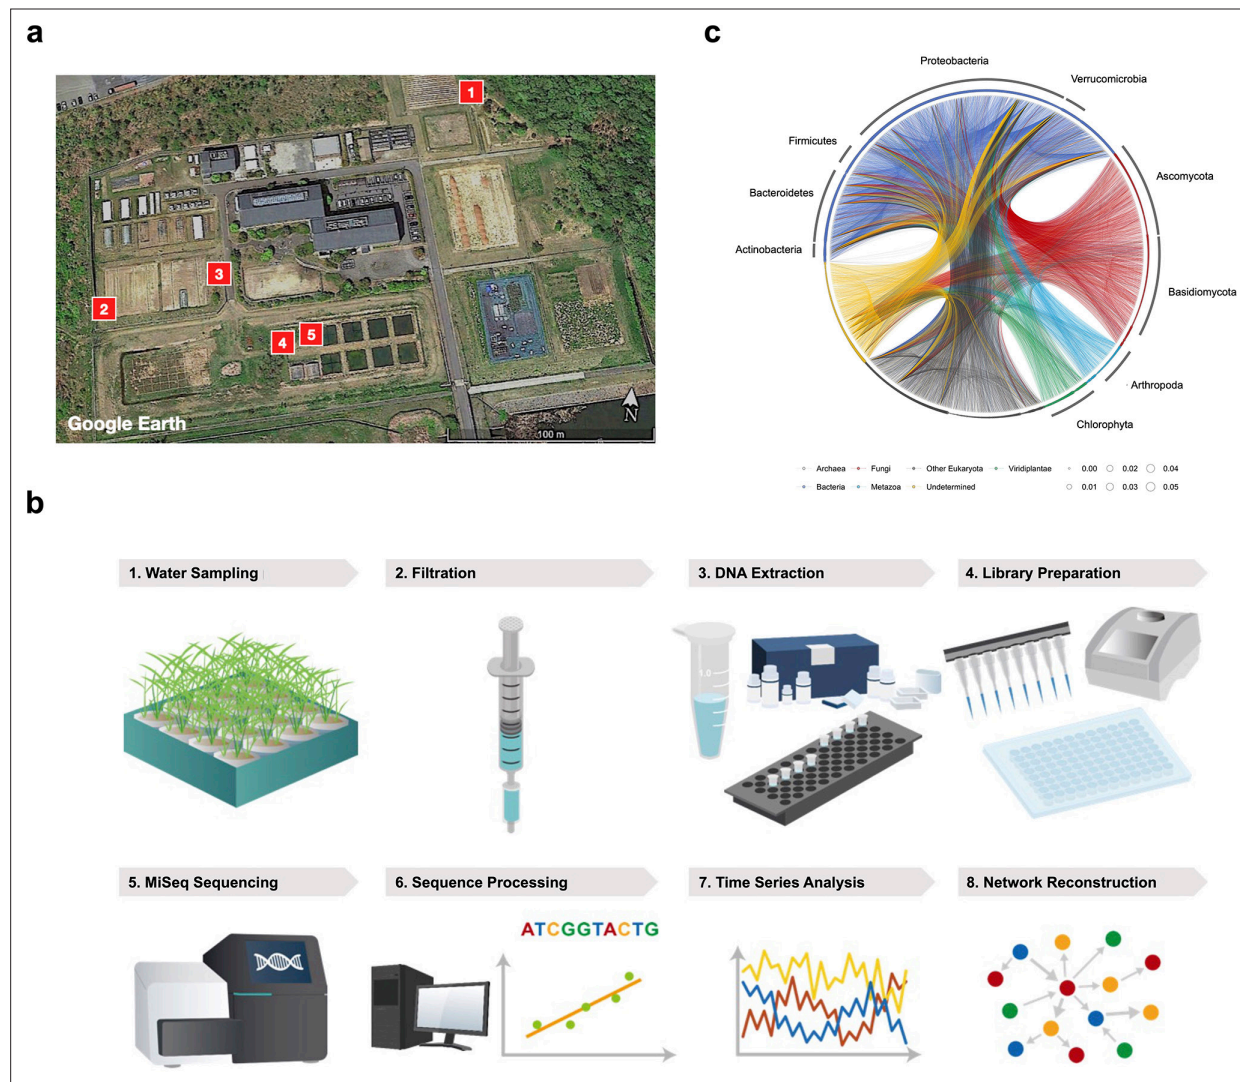 a
1
2
3
4
5
Google Earth
N
100 m
c
Proteobacteria
Verrucomicrobia
Firmicutes
Ascomycota
Bacteroidetes
Actinobacteria
Basidiomycota
Arthropoda
Chlorophyta
Archaea Fungi Other Eukaryota Viridiplantae 0.00 0.02 0.04
Bacteria Metazoa Undetermined 0.01 0.03 0.05
b
1. Water Sampling
2. Filtration
3. DNA Extraction
4. Library Preparation
1.0
5. MiSeq Sequencing
6. Sequence Processing
7. Time Series Analysis
8. Network Reconstruction
ATCGGTACTG